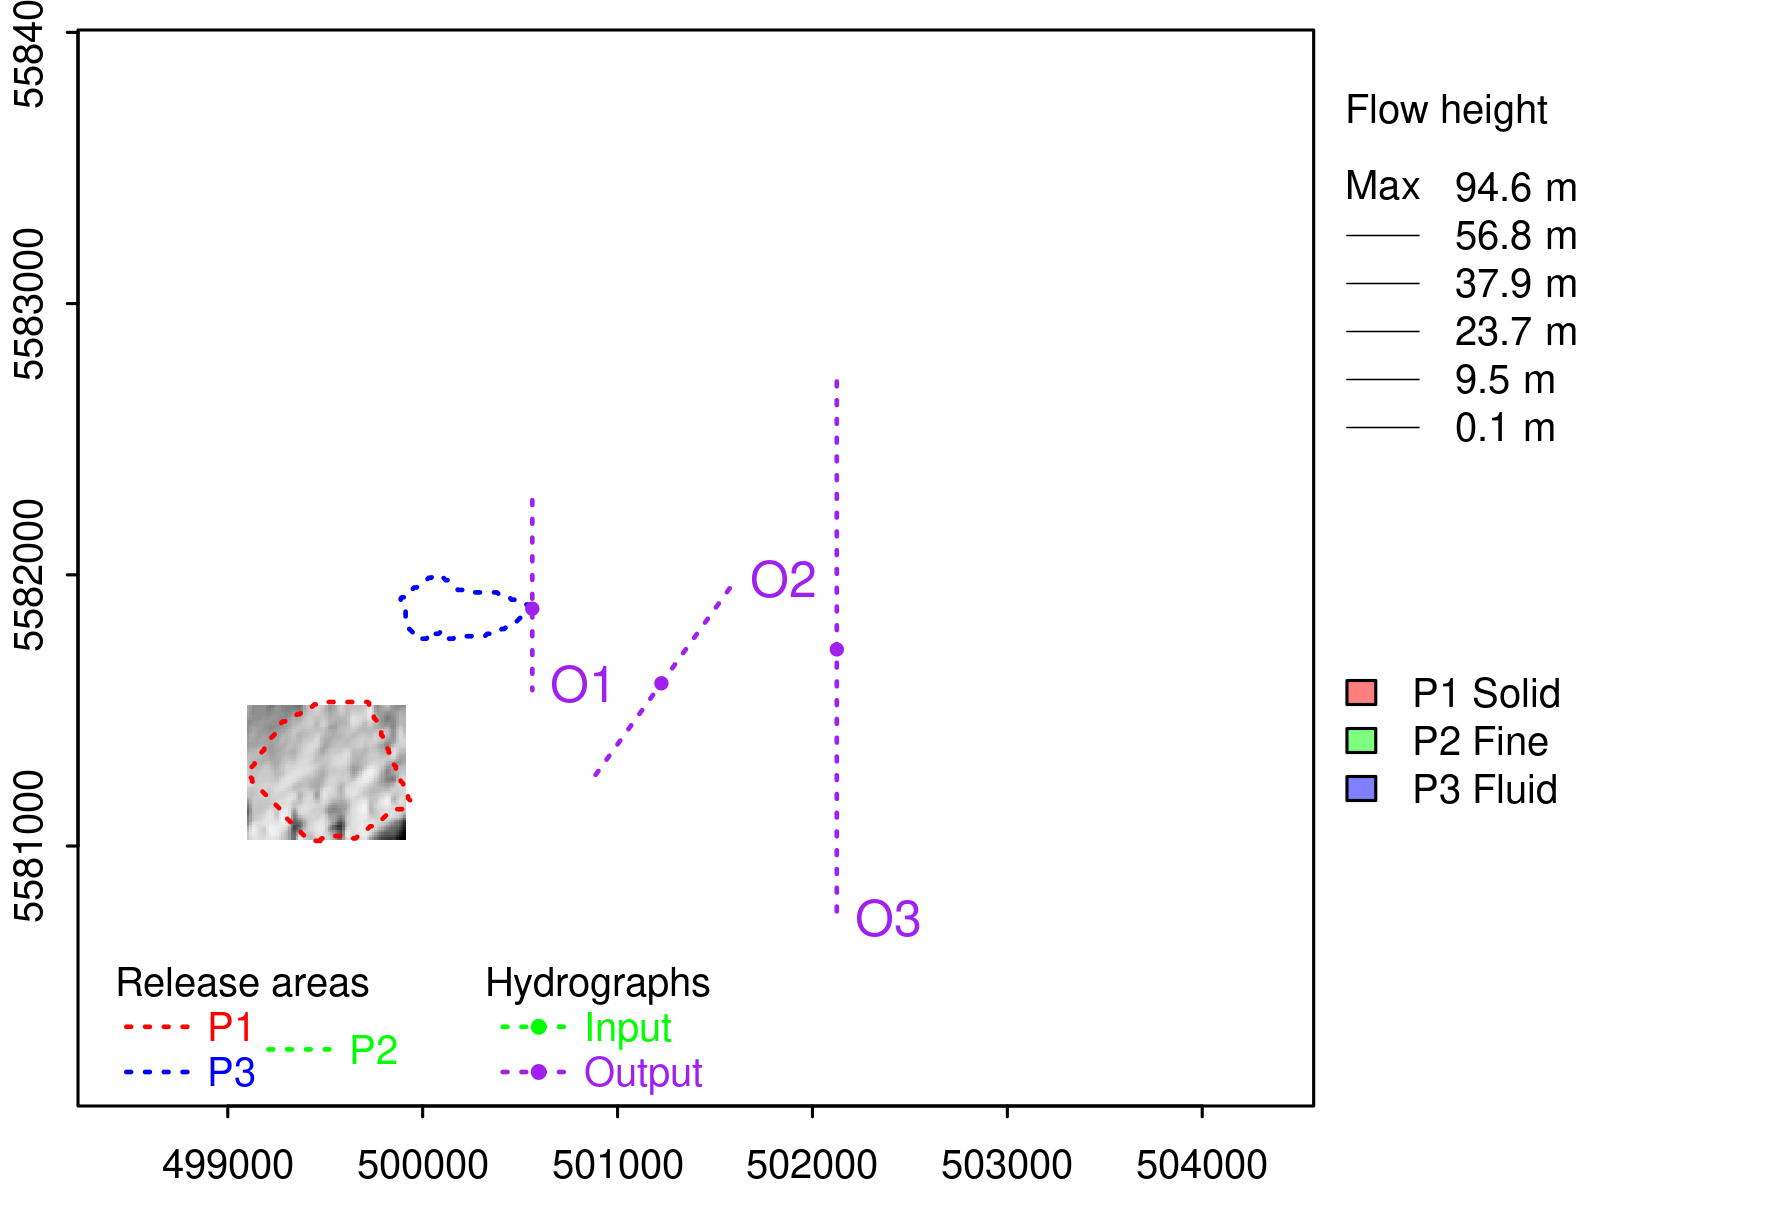 Flow height
Max 94.6 m
56.8 m
37.9 m
23.7 m
9.5 m
0.1 m
P1 Solid
P2 Fine
P3 Fluid
5583000
5582000
5581000
O1
O2
O3
Release areas
P1
P2
P3
Hydrographs
Input
Output
499000 500000 501000 502000 503000 504000